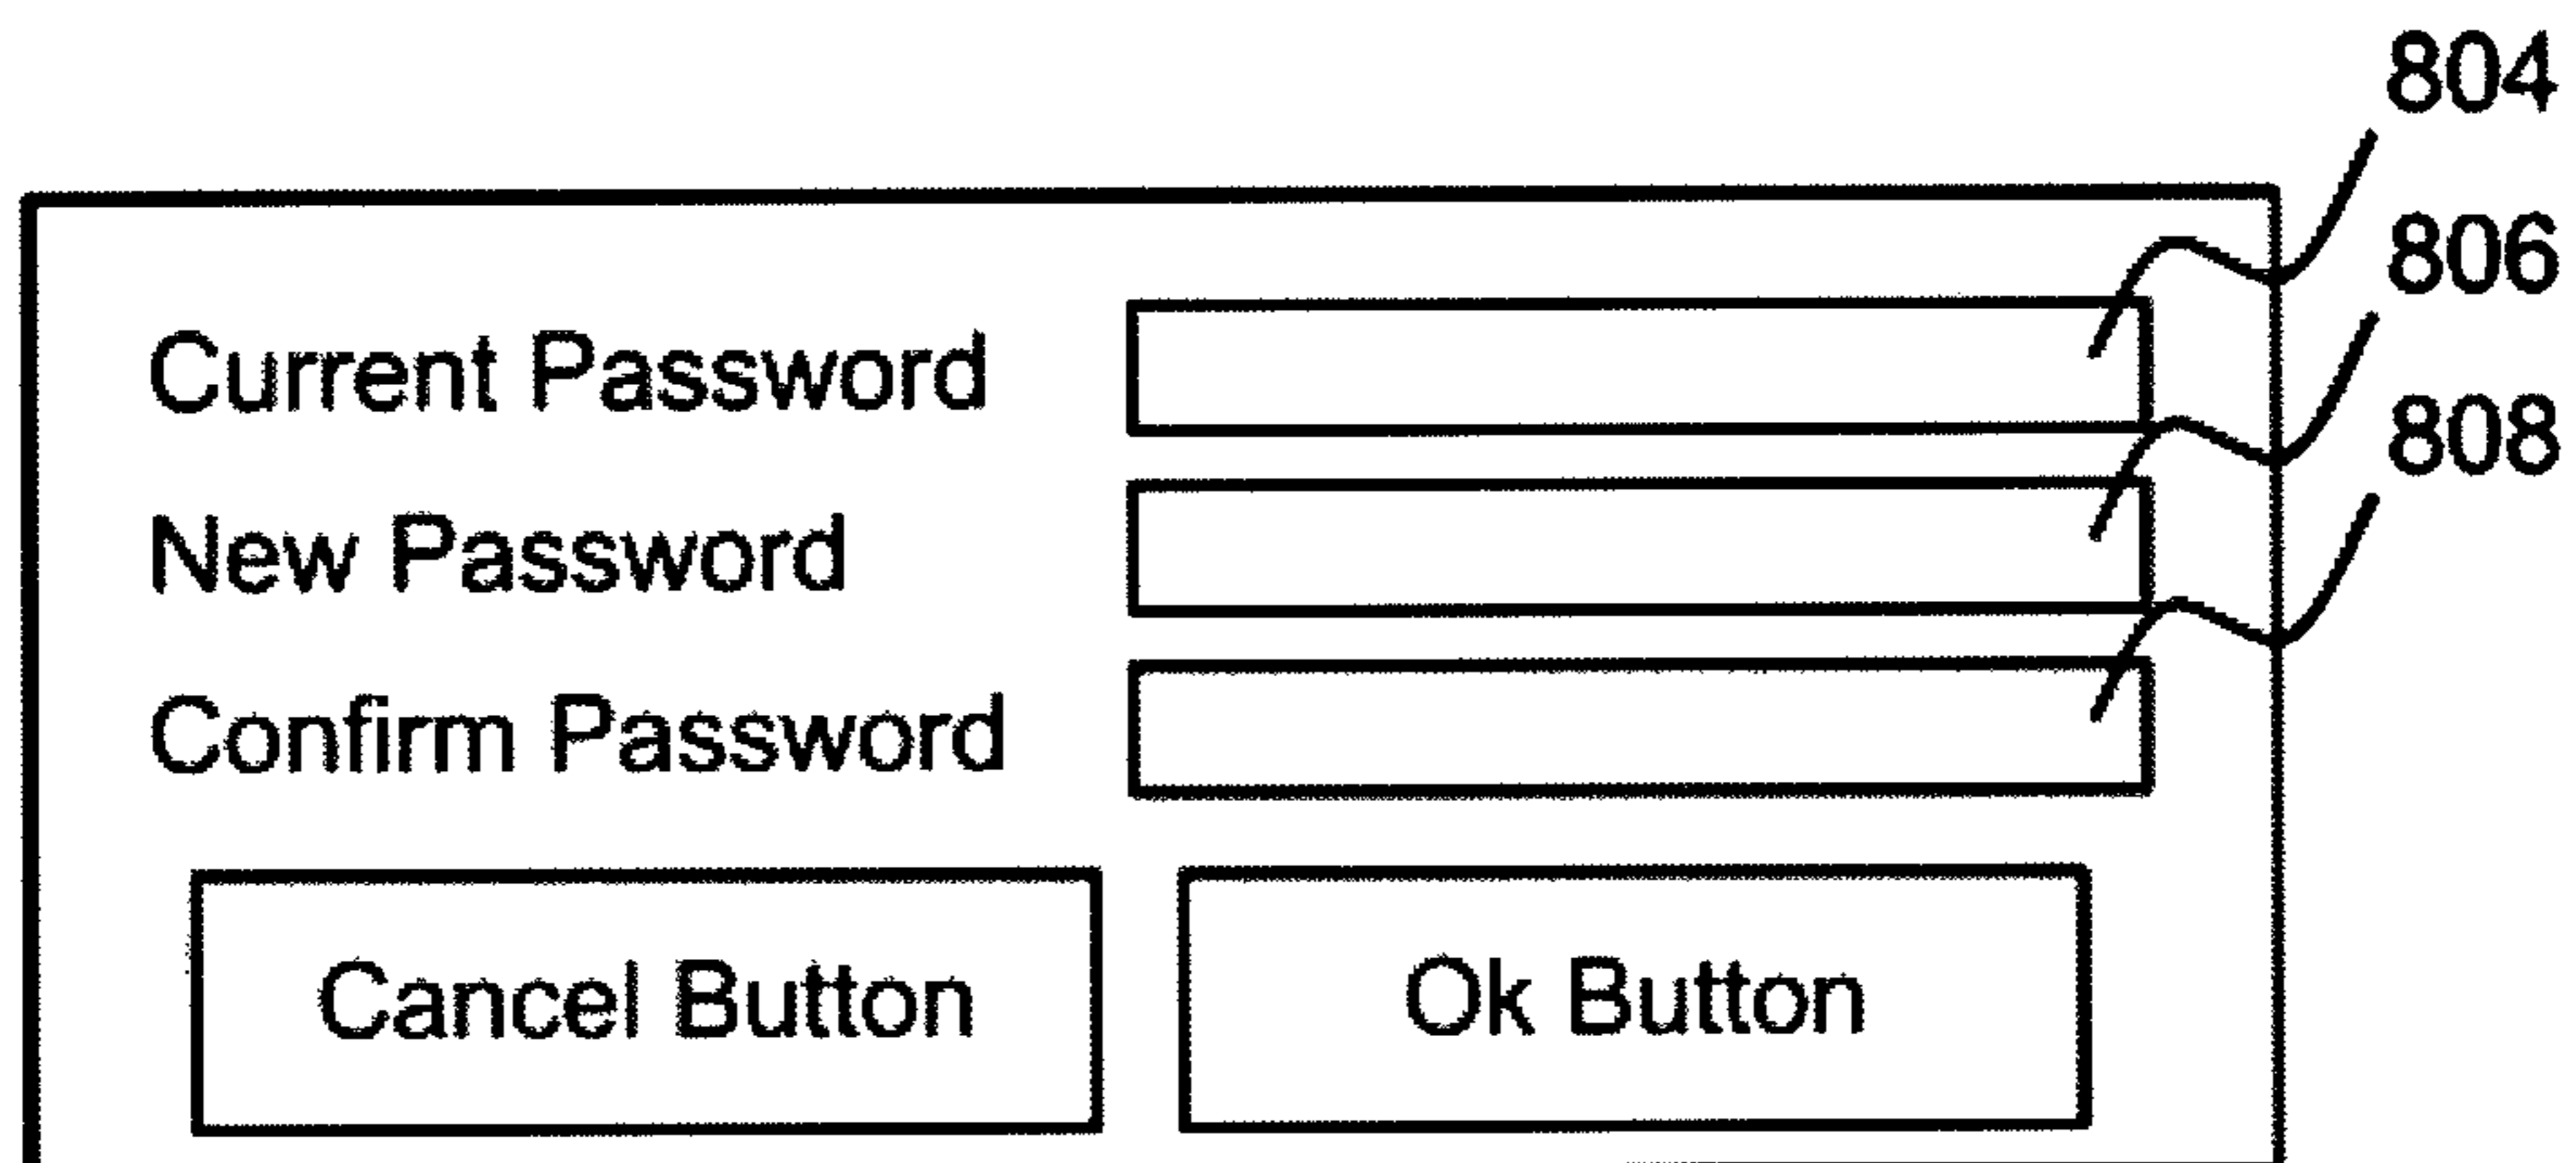 804
806
808
Current Password
New Password
Confirm Password
Cancel Button
Ok Button